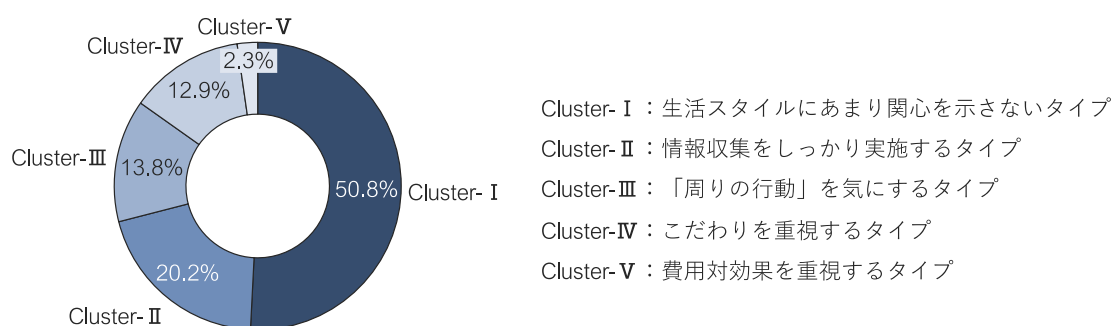 Cluster-Ⅴ
Cluster-Ⅳ
2.3%
12.9%
Cluster-Ⅲ
13.8%
50.8%
Cluster-Ⅰ
20.2%
Cluster-Ⅱ
Cluster-Ⅰ：生活スタイルにあまり関心を示さないタイプ
Cluster-Ⅱ：情報収集をしっかり実施するタイプ
Cluster-Ⅲ：「周りの行動」を気にするタイプ
Cluster-Ⅳ：こだわりを重視するタイプ
Cluster-Ⅴ：費用対効果を重視するタイプ